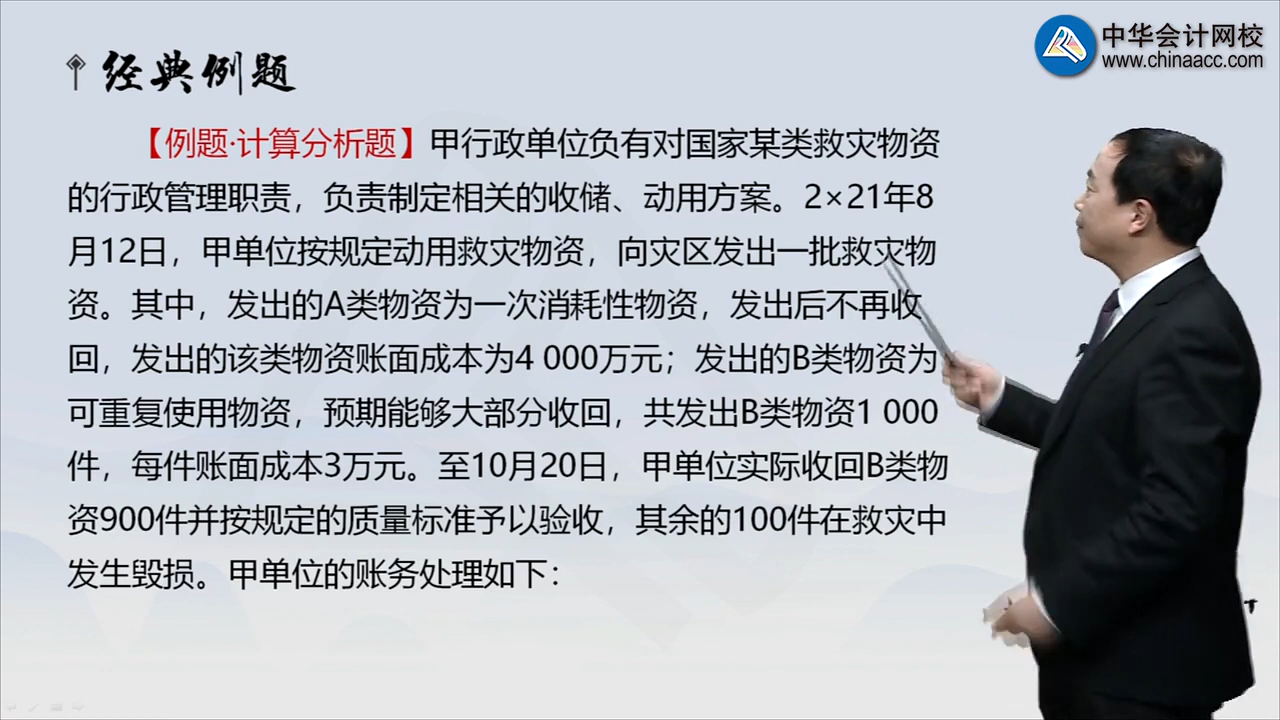 中华会计网校
www.chinaacc.com
经典例题
【例题·计算分析题】甲行政单位负有对国家某类救灾物资
的行政管理职责，负责制定相关的收储、动用方案。2×21年8
月12日，甲单位按规定动用救灾物资，向灾区发出一批救灾物
资。其中，发出的A类物资为一次消耗性物资，发出后不再收
回，发出的该类物资账面成本为4 000万元；发出的B类物资为
可重复使用物资，预期能够大部分收回，共发出B类物资1 000
件，每件账面成本3万元。至10月20日，甲单位实际收回B类物
资900件并按规定的质量标准予以验收，其余的100件在救灾中
发生毁损。甲单位的账务处理如下：